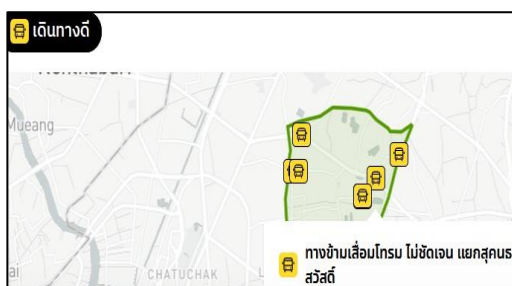 เดินทางดี
Nonthaburi
Mueang
CHATUCHAK
L
ai
ทางข้ามเสื่อมโทรม ไม่ชัดเจน แยกสุคนธ
สวัสดิ์